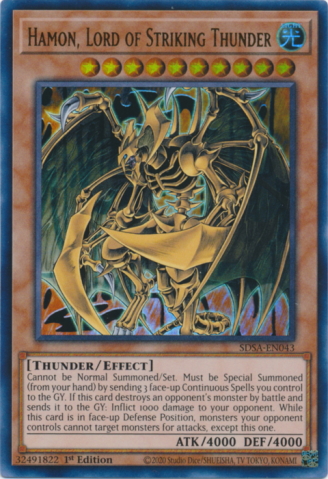 Hamon, Lord of Striking Thunder
光
SDSA-EN043
[Thunder/Effect]
Cannot be Normal Summoned/Set. Must be Special Summoned
(from your hand) by sending 3 face-up Continuous Spells you control
to the GY. If this card destroys an opponent's monster by battle and
sends it to the GY: Inflict 1000 damage to your opponent. While
this card is in face-up Defense Position, monsters your opponent
controls cannot target monsters for attacks, except this one.
ATK/4000 DEF/4000
32491822 1st Edition
©2020 Studio Dice/SHUEISHA, TV TOKYO, KONAMI